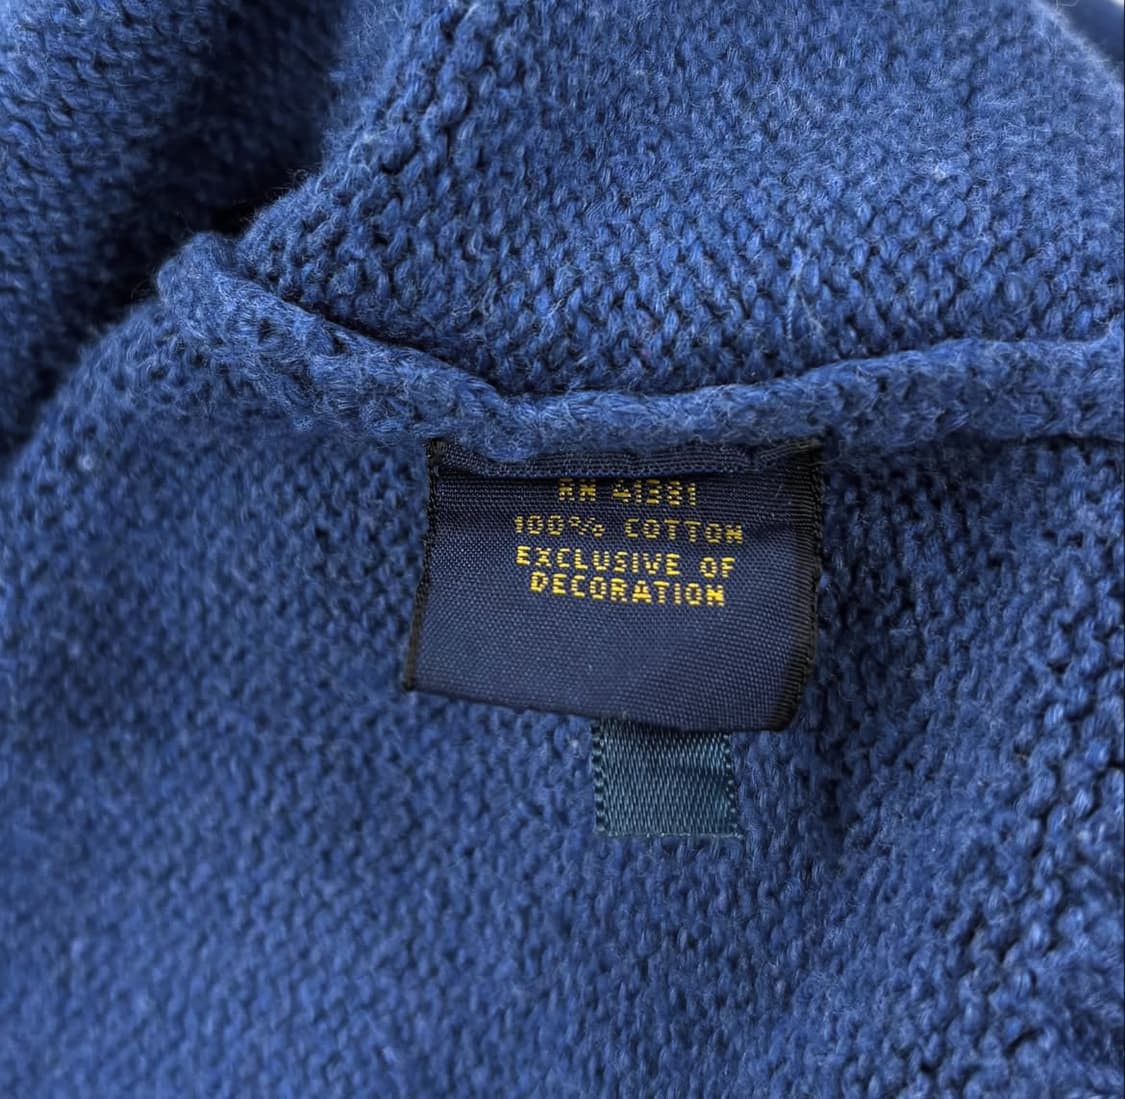 RN 41381
100% COTTON
EXCLUSIVE OF
DECORATION